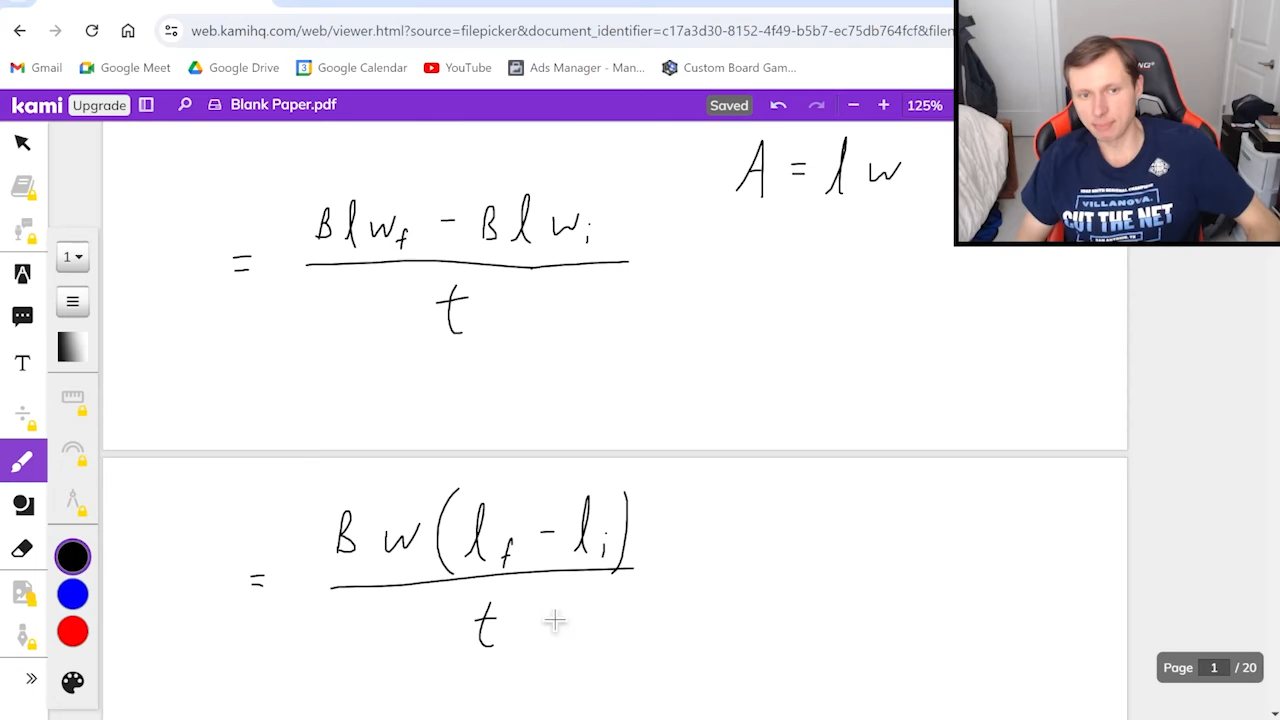 web.kamihq.com/web/viewer.html?source=filepicker&document_identifier=c17a3d30-8152-4f49-b5b7-ec75db764fcf&filen
Gmail Google Meet Google Drive 3 Google Calendar YouTube Ads Manager - Man... Custom Board Gam...
kami Upgrade Blank Paper.pdf Saved 125%
VILLANOVA
CUT THE NET
A = l w
B l w_f - B l w_i
=
t
1
T
B w (l_f - l_i)
=
t
Page 1 / 20